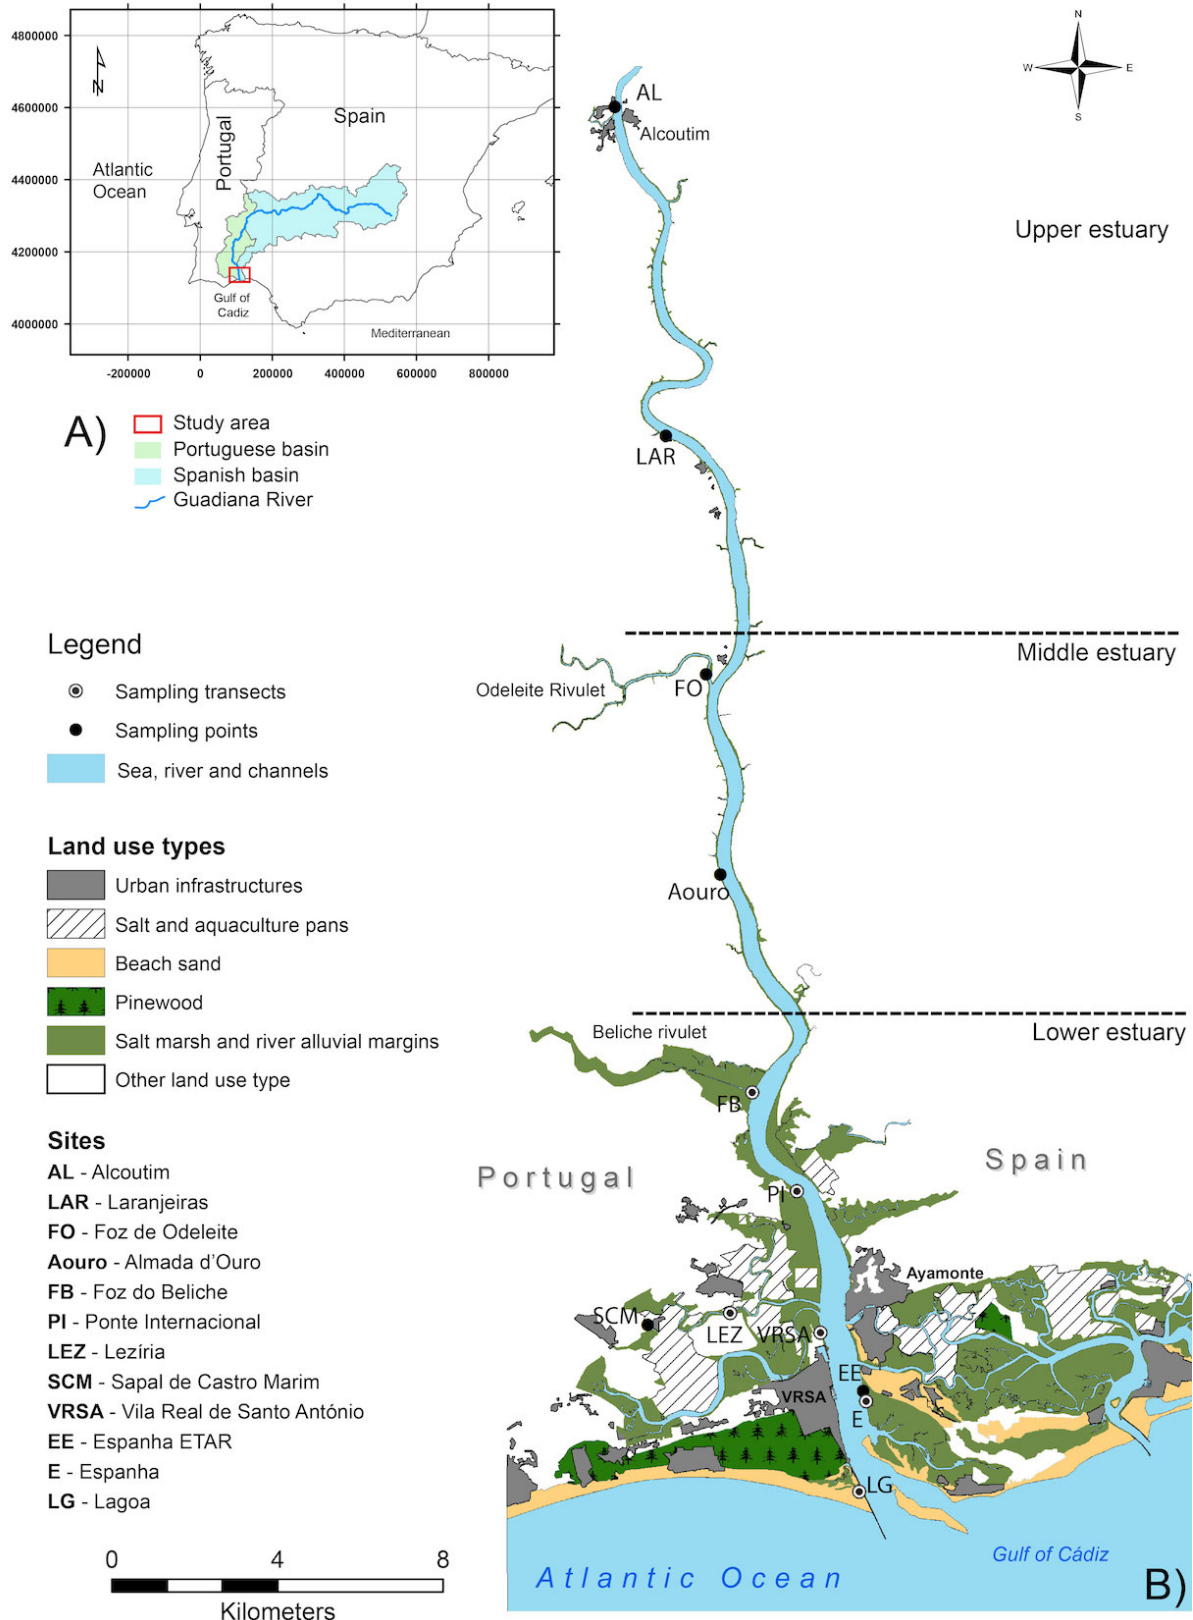 4800000
4600000
4400000
4200000
4000000
-200000 0 200000 400000 600000 800000
N
Spain
Portugal
Atlantic
Ocean
Gulf of
Cadiz
Mediterranean
A)
Study area
Portuguese basin
Spanish basin
Guadiana River
N
W E
S
AL
Alcoutim
Upper estuary
LAR
Middle estuary
Odeleite Rivulet
FO
Aouro
Lower estuary
Beliche rivulet
FB
Portugal
Spain
PI
Ayamonte
SCM
LEZ
VRSA
VRSA
EE
E
LG
Gulf of Cádiz
Atlantic Ocean
B)
Legend
Sampling transects
Sampling points
Sea, river and channels
Land use types
Urban infrastructures
Salt and aquaculture pans
Beach sand
Pinewood
Salt marsh and river alluvial margins
Other land use type
Sites
AL - Alcoutim
LAR - Laranjeiras
FO - Foz de Odeleite
Aouro - Almada d’Ouro
FB - Foz do Beliche
PI - Ponte Internacional
LEZ - Lezíria
SCM - Sapal de Castro Marim
VRSA - Vila Real de Santo António
EE - Espanha ETAR
E - Espanha
LG - Lagoa
0 4 8
Kilometers